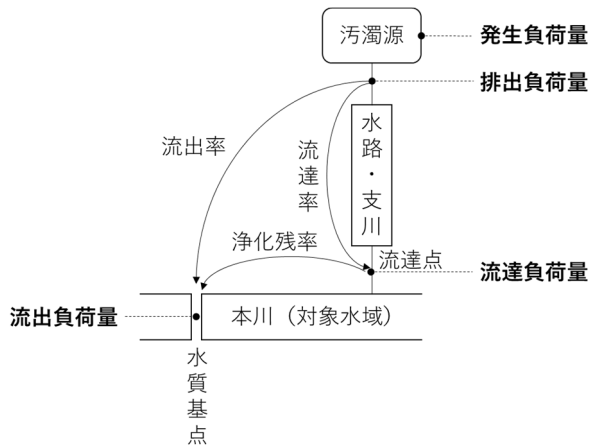 汚濁源
発生負荷量
排出負荷量
水路・支川
流出率
流達率
浄化残率
流達点
流達負荷量
流出負荷量
本川（対象水域）
水質基点